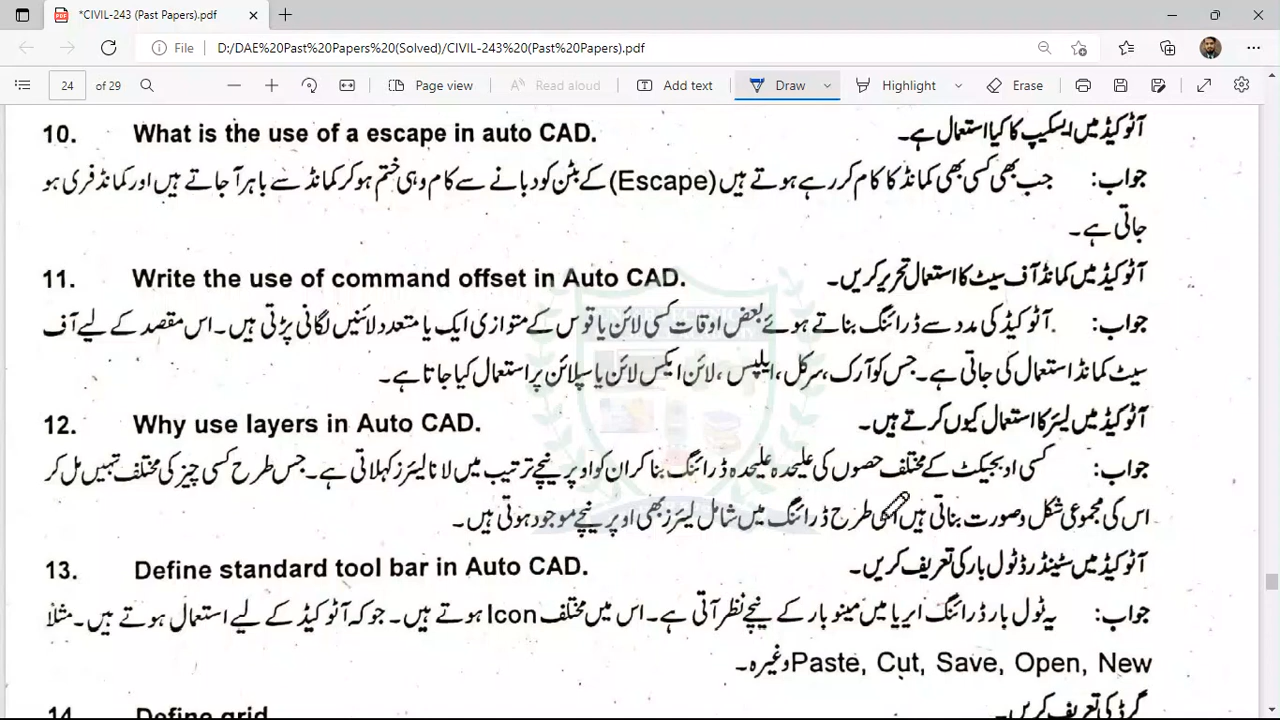 *CIVIL-243 (Past Papers).pdf
File D:/DAE%20Past%20Papers%20(Solved)/CIVIL-243%20(Past%20Papers).pdf
24 of 29 Page view Read aloud Add text Draw Highlight Erase
10. What is the use of a escape in auto CAD. آٹو کیڈ میں ایسکیپ کا کیا استعمال ہے۔
جواب: جب بھی کسی بھی کمانڈ کا کام کر رہے ہوتے ہیں (Escape) کے بٹن کو دبانے سے کام وہی ختم ہو کر کمانڈ سے باہر آ جاتے ہیں اور کمانڈ فری ہو
جاتی ہے۔
11. Write the use of command offset in Auto CAD. آٹو کیڈ میں کمانڈ آف سیٹ کا استعمال تحریر کریں۔
جواب: آٹو کیڈ کی مدد سے ڈرائنگ بناتے ہوئے بعض اوقات کسی لائن یا قوس کے متوازی ایک یا متعدد لائنیں لگانی پڑتی ہیں۔ اس مقصد کے لیے آف
سیٹ کمانڈ استعمال کی جاتی ہے۔ جس کو آرک، سرکل، ایلپس، لائن ایکس لائن یا سپلائن پر استعمال کیا جاتا ہے۔
12. Why use layers in Auto CAD. آٹو کیڈ میں لیئر کا استعمال کیوں کرتے ہیں۔
جواب: کسی اوبجیکٹ کے مختلف حصوں کی علیحدہ علیحدہ ڈرائنگ بنا کر ان کو اوپر نیچے ترتیب میں لانا لیئرز کہلاتی ہے۔ جس طرح کسی چیز کی مختلف تہیں مل کر
اس کی مجموعی شکل و صورت بناتی ہیں اسی طرح ڈرائنگ میں شامل لیئرز بھی اوپر نیچے موجود ہوتی ہیں۔
13. Define standard tool bar in Auto CAD. آٹو کیڈ میں سٹینڈرڈ ٹول بار کی تعریف کریں۔
جواب: یہ ٹول بار ڈرائنگ ایریا میں مینو بار کے نیچے نظر آتی ہے۔ اس میں مختلف Icon ہوتے ہیں۔ جو کہ آٹو کیڈ کے لیے استعمال ہوتے ہیں۔ مثلاً
Paste, Cut, Save, Open, New وغیرہ۔
14. Define grid. گرڈ کی تعریف کریں۔